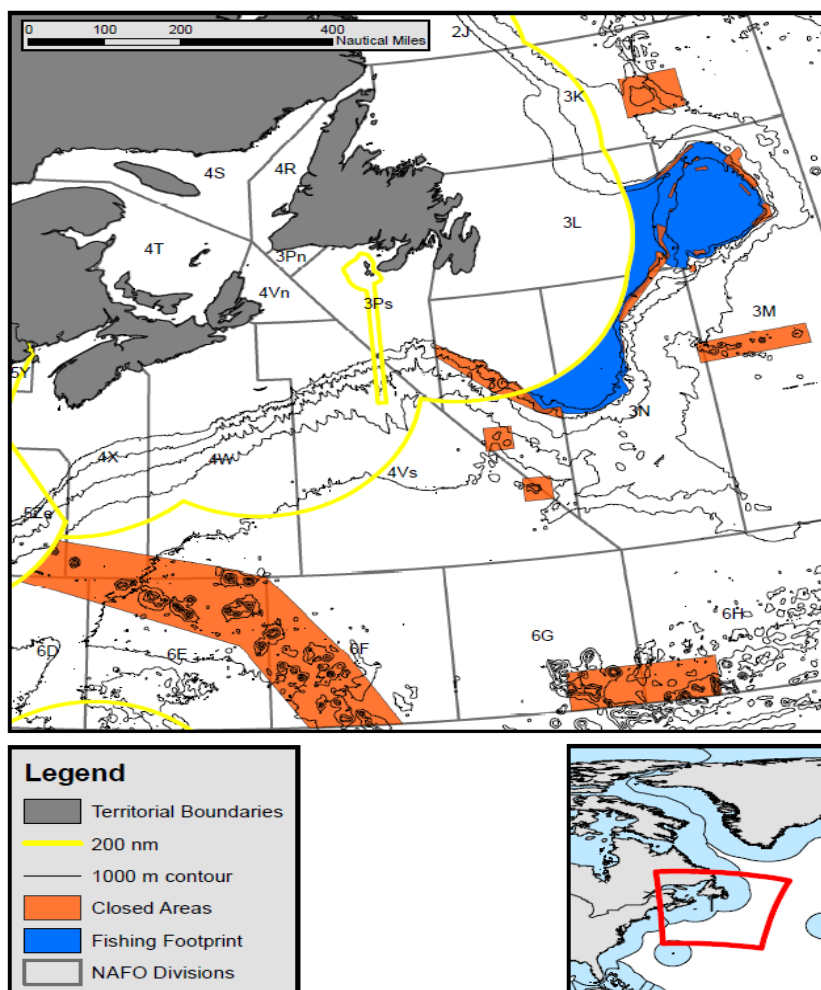 0 100 200 400
Nautical Miles
2J
3K
4S
4R
3L
4T
3Pn
4Vn
3Ps
3M
5Y
3O
3N
4X
4W
4Vs
5Ze
6H
6G
6D
6E
6F
Legend
Territorial Boundaries
200 nm
1000 m contour
Closed Areas
Fishing Footprint
NAFO Divisions